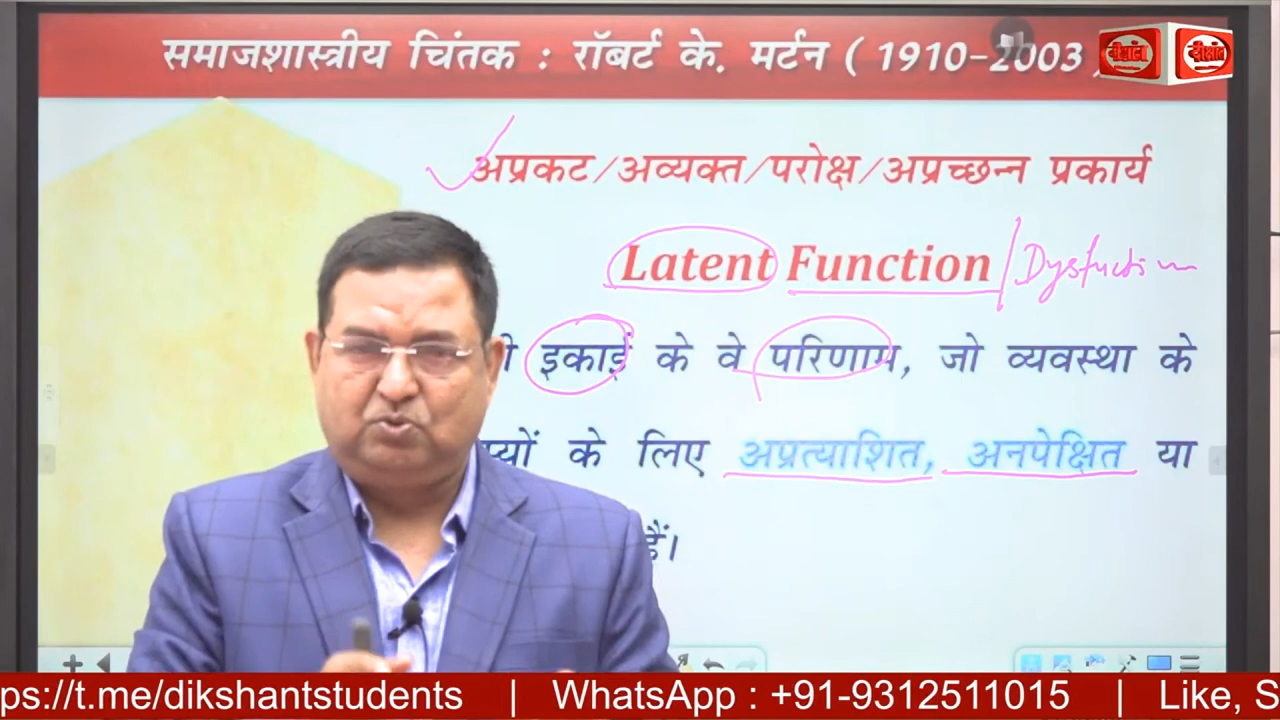 समाजशास्त्रीय चिंतक : रॉबर्ट के. मर्टन ( 1910-2003 )
अप्रकट/अव्यक्त/परोक्ष/अप्रच्छन्न प्रकार्य
Latent Function / Dysfuction
इकाई के वे परिणाम, जो व्यवस्था के
के लिए अप्रत्याशित, अनपेक्षित या
हैं।
ps://t.me/dikshantstudents | WhatsApp : +91-9312511015 | Like, S